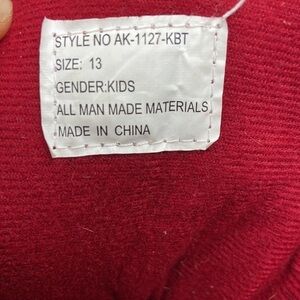 STYLE NO AK-1127-KBT
SIZE: 13
GENDER:KIDS
ALL MAN MADE MATERIALS
MADE IN CHINA